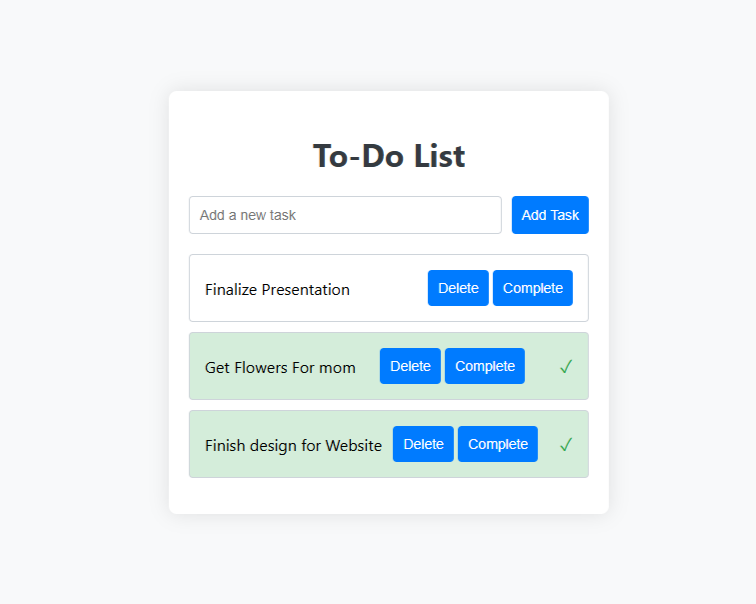 To-Do List
Add a new task Add Task
Finalize Presentation Delete Complete
Get Flowers For mom Delete Complete ✓
Finish design for Website Delete Complete ✓